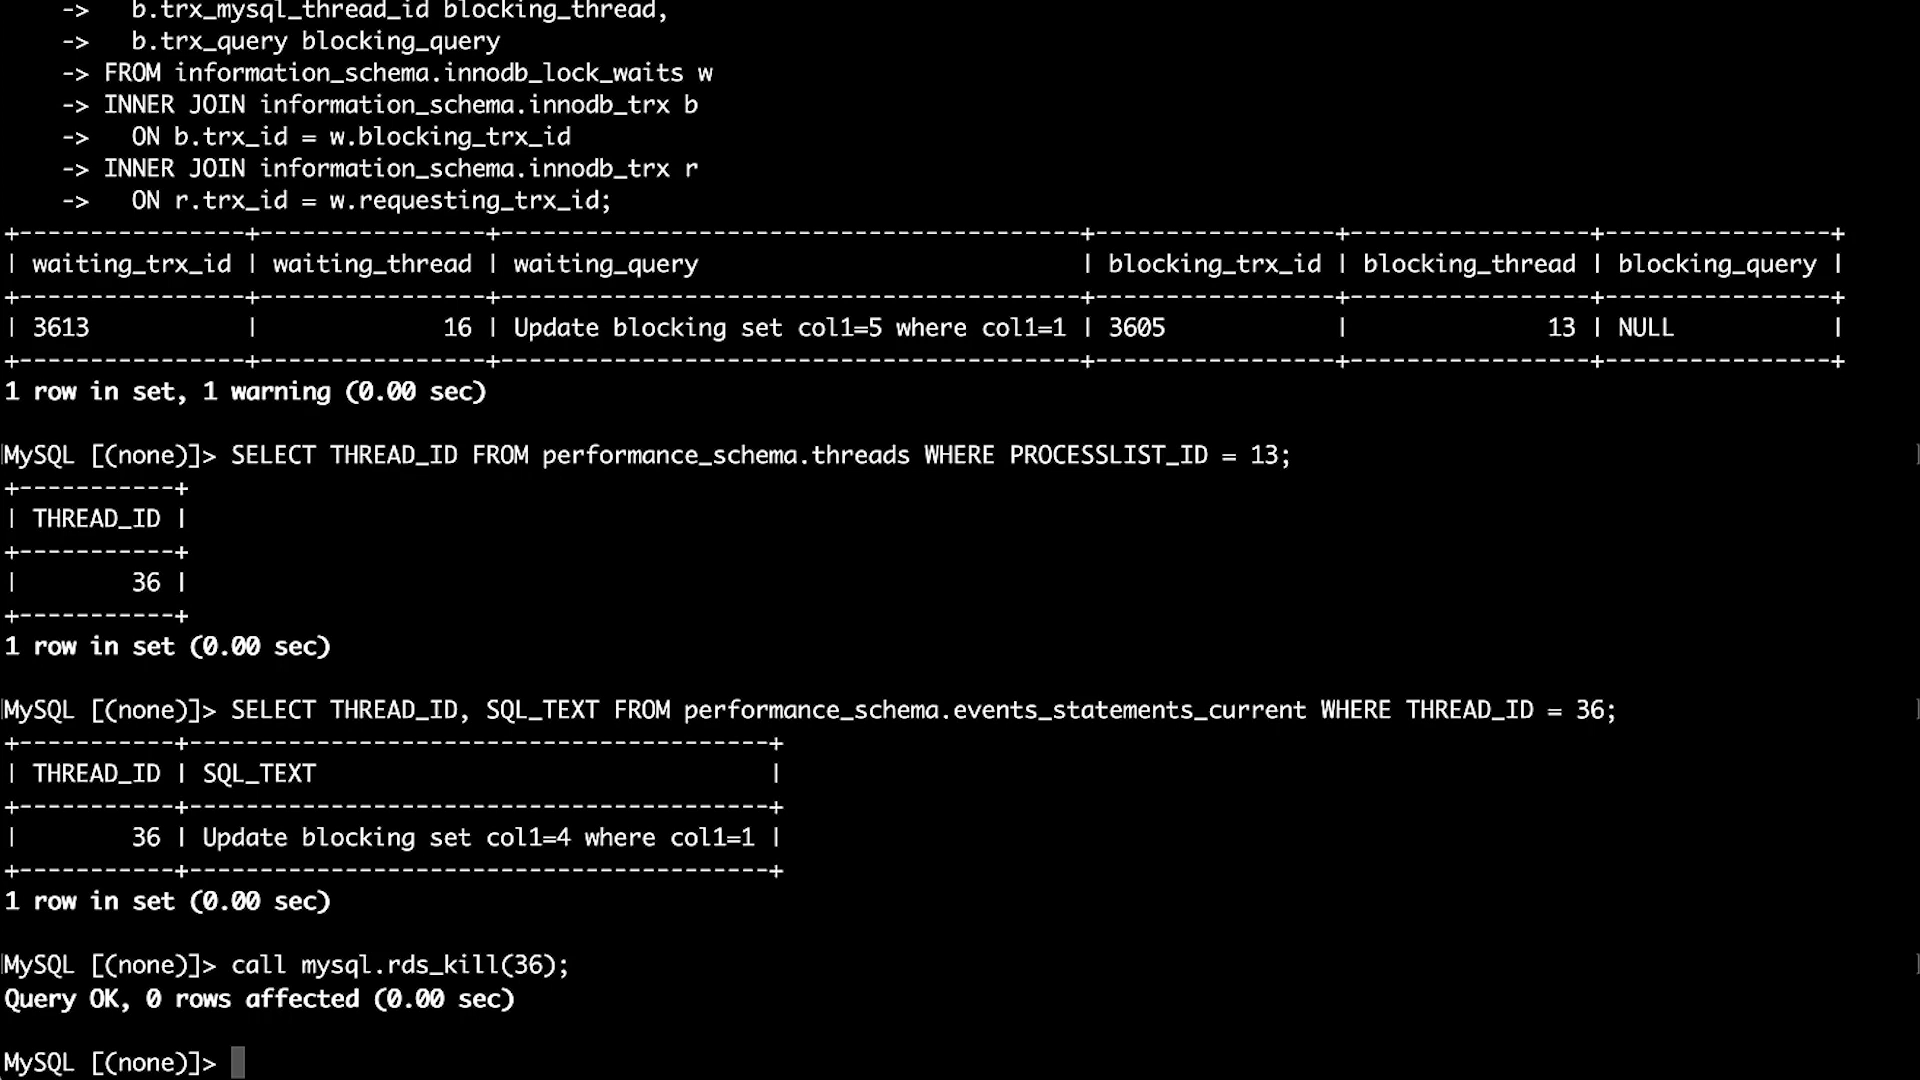 ->   b.trx_mysql_thread_id blocking_thread,
    ->   b.trx_query blocking_query
    -> FROM information_schema.innodb_lock_waits w
    -> INNER JOIN information_schema.innodb_trx b
    ->   ON b.trx_id = w.blocking_trx_id
    -> INNER JOIN information_schema.innodb_trx r
    ->   ON r.trx_id = w.requesting_trx_id;
+----------------+----------------+-----------------------------------------+-----------------+-----------------+----------------+
| waiting_trx_id | waiting_thread | waiting_query                           | blocking_trx_id | blocking_thread | blocking_query |
+----------------+----------------+-----------------------------------------+-----------------+-----------------+----------------+
| 3613           |             16 | Update blocking set col1=5 where col1=1 | 3605            |              13 | NULL           |
+----------------+----------------+-----------------------------------------+-----------------+-----------------+----------------+
1 row in set, 1 warning (0.00 sec)
MySQL [(none)]> SELECT THREAD_ID FROM performance_schema.threads WHERE PROCESSLIST_ID = 13;
+-----------+
| THREAD_ID |
+-----------+
|        36 |
+-----------+
1 row in set (0.00 sec)
MySQL [(none)]> SELECT THREAD_ID, SQL_TEXT FROM performance_schema.events_statements_current WHERE THREAD_ID = 36;
+-----------+-----------------------------------------+
| THREAD_ID | SQL_TEXT                                |
+-----------+-----------------------------------------+
|        36 | Update blocking set col1=4 where col1=1 |
+-----------+-----------------------------------------+
1 row in set (0.00 sec)
MySQL [(none)]> call mysql.rds_kill(36);
Query OK, 0 rows affected (0.00 sec)
MySQL [(none)]>